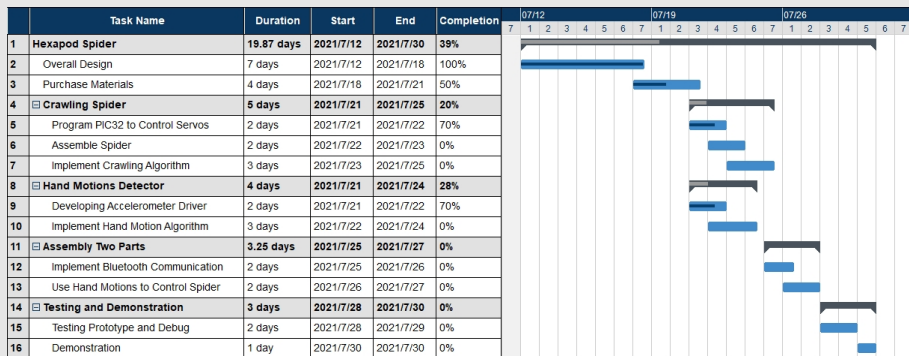 Task Name Duration Start End Completion 07/12 07/19 07/26
7 1 2 3 4 5 6 7 1 2 3 4 5 6 7 1 2 3 4 5 6 7
1 Hexapod Spider 19.87 days 2021/7/12 2021/7/30 39%
2 Overall Design 7 days 2021/7/12 2021/7/18 100%
3 Purchase Materials 4 days 2021/7/18 2021/7/21 50%
4 Crawling Spider 5 days 2021/7/21 2021/7/25 20%
5 Program PIC32 to Control Servos 2 days 2021/7/21 2021/7/22 70%
6 Assemble Spider 2 days 2021/7/22 2021/7/23 0%
7 Implement Crawling Algorithm 3 days 2021/7/23 2021/7/25 0%
8 Hand Motions Detector 4 days 2021/7/21 2021/7/24 28%
9 Developing Accelerometer Driver 2 days 2021/7/21 2021/7/22 70%
10 Implement Hand Motion Algorithm 3 days 2021/7/22 2021/7/24 0%
11 Assembly Two Parts 3.25 days 2021/7/25 2021/7/27 0%
12 Implement Bluetooth Communication 2 days 2021/7/25 2021/7/26 0%
13 Use Hand Motions to Control Spider 2 days 2021/7/26 2021/7/27 0%
14 Testing and Demonstration 3 days 2021/7/28 2021/7/30 0%
15 Testing Prototype and Debug 2 days 2021/7/28 2021/7/29 0%
16 Demonstration 1 day 2021/7/30 2021/7/30 0%